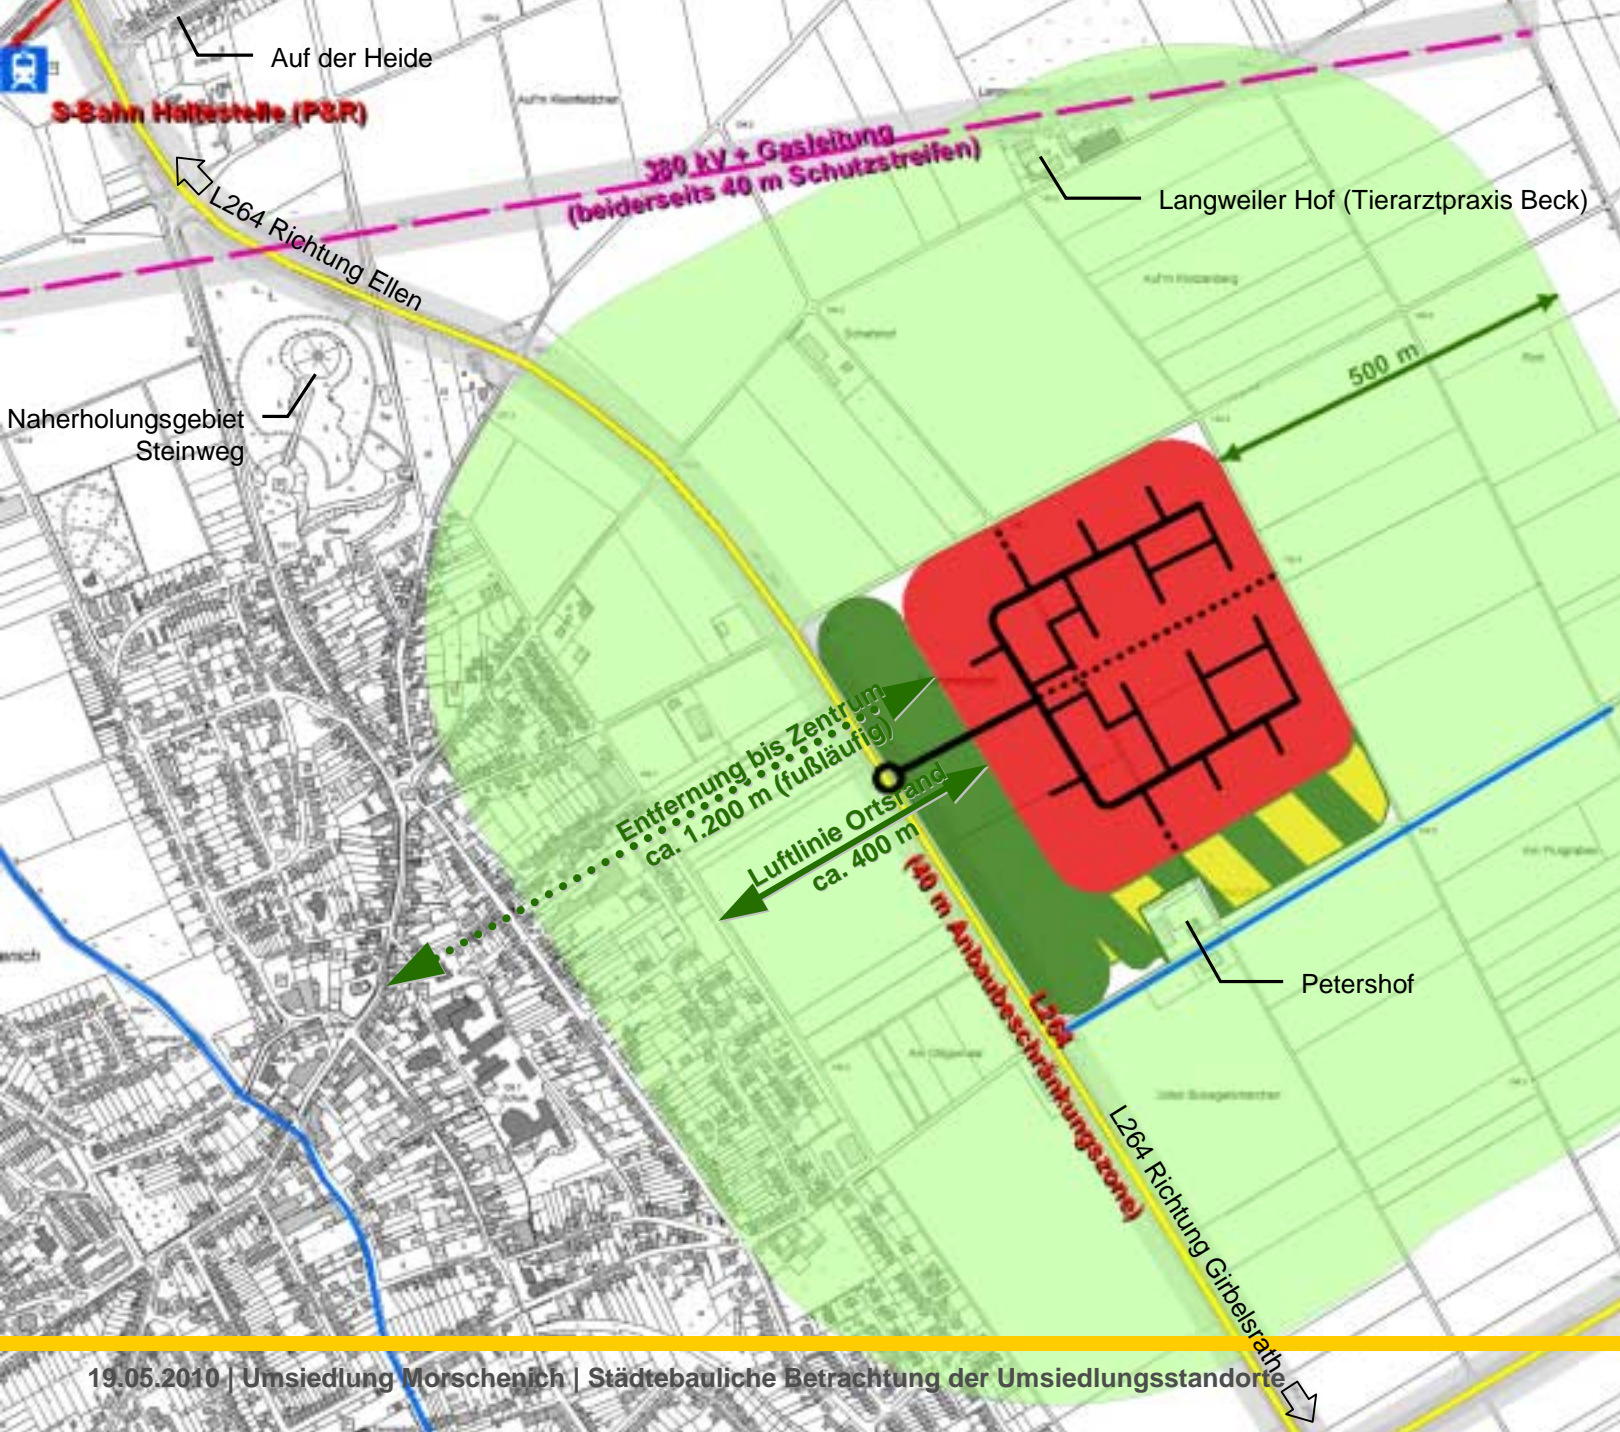 Auf der Heide
S-Bahn Haltestelle (P&R)
380 kV + Gasleitung
(beiderseits 40 m Schutzstreifen)
Langweiler Hof (Tierarztpraxis Beck)
L264 Richtung Ellen
Naherholungsgebiet
Steinweg
500 m
Entfernung bis Zentrum
ca. 1.200 m (fußläufig)
Luftlinie Ortsrand
ca. 400 m
L264
(40 m Anbaubeschränkungszone)
Petershof
L264 Richtung Girbelsrath
19.05.2010 | Umsiedlung Morschenich | Städtebauliche Betrachtung der Umsiedlungsstandorte